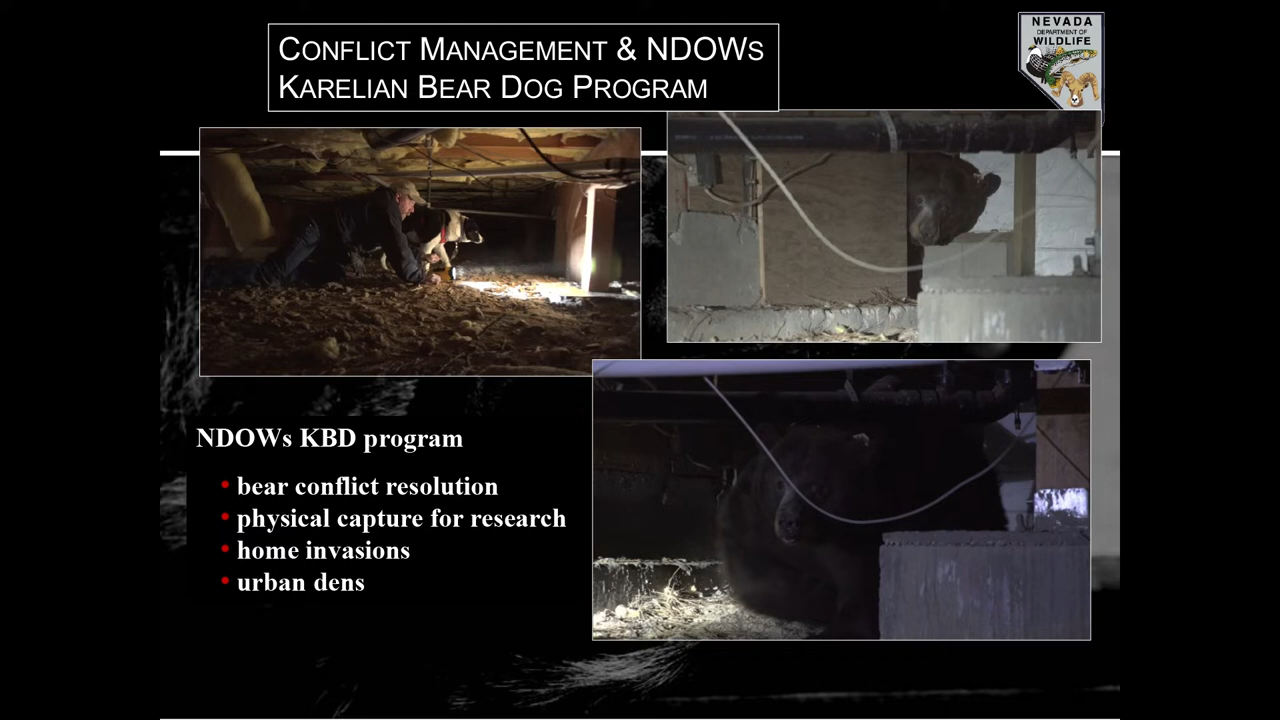 CONFLICT MANAGEMENT & NDOWS
KARELIAN BEAR DOG PROGRAM
NEVADA
DEPARTMENT OF
WILDLIFE
NDOWs KBD program
• bear conflict resolution
• physical capture for research
• home invasions
• urban dens